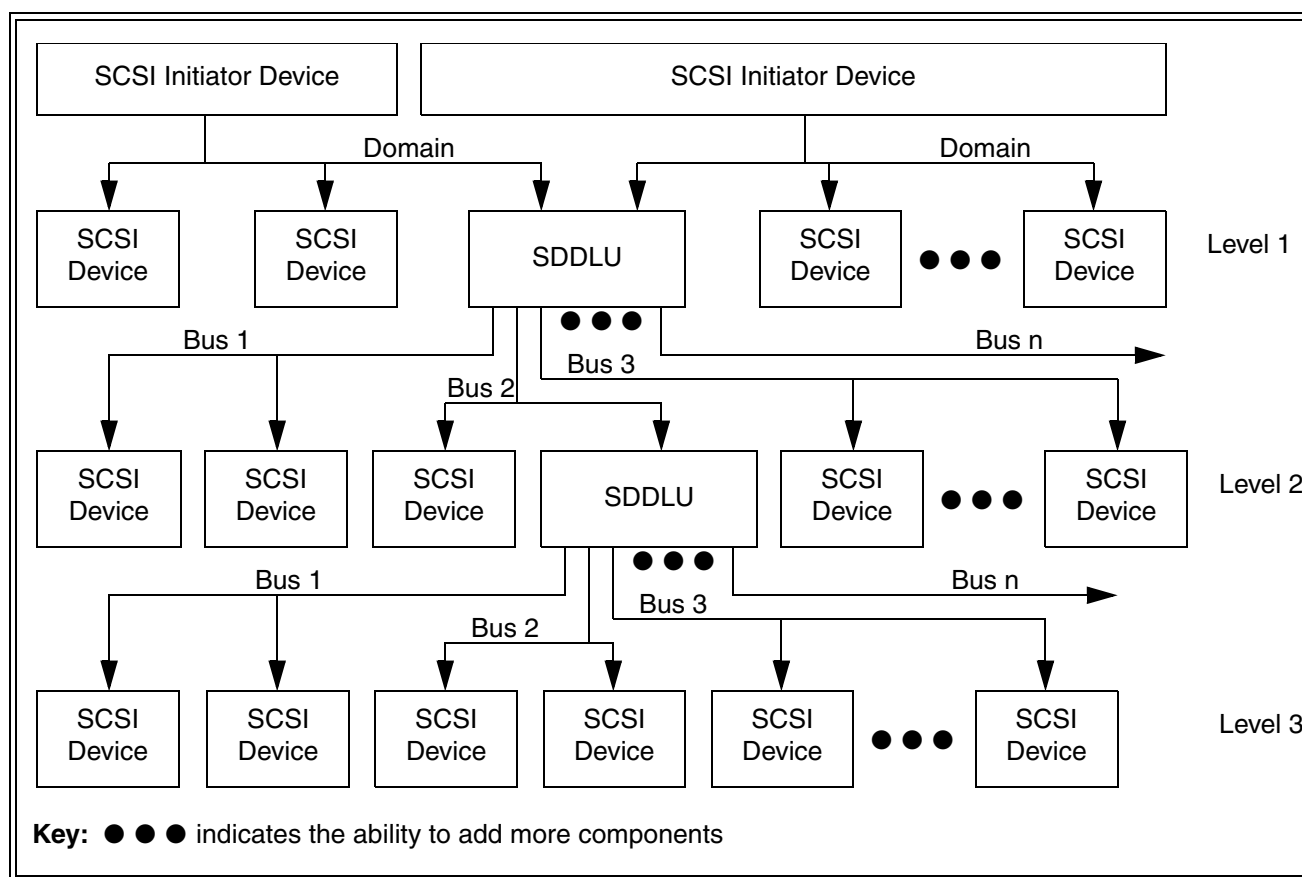 SCSI Initiator Device
SCSI Initiator Device
Domain
Domain
SCSI
Device
SCSI
Device
SDDLU
SCSI
Device
SCSI
Device
Level 1
Bus 1
Bus n
Bus 3
Bus 2
SCSI
Device
SCSI
Device
SCSI
Device
SDDLU
SCSI
Device
SCSI
Device
Level 2
Bus 1
Bus n
Bus 3
Bus 2
SCSI
Device
SCSI
Device
SCSI
Device
SCSI
Device
SCSI
Device
SCSI
Device
Level 3
Key: ● ● ● indicates the ability to add more components